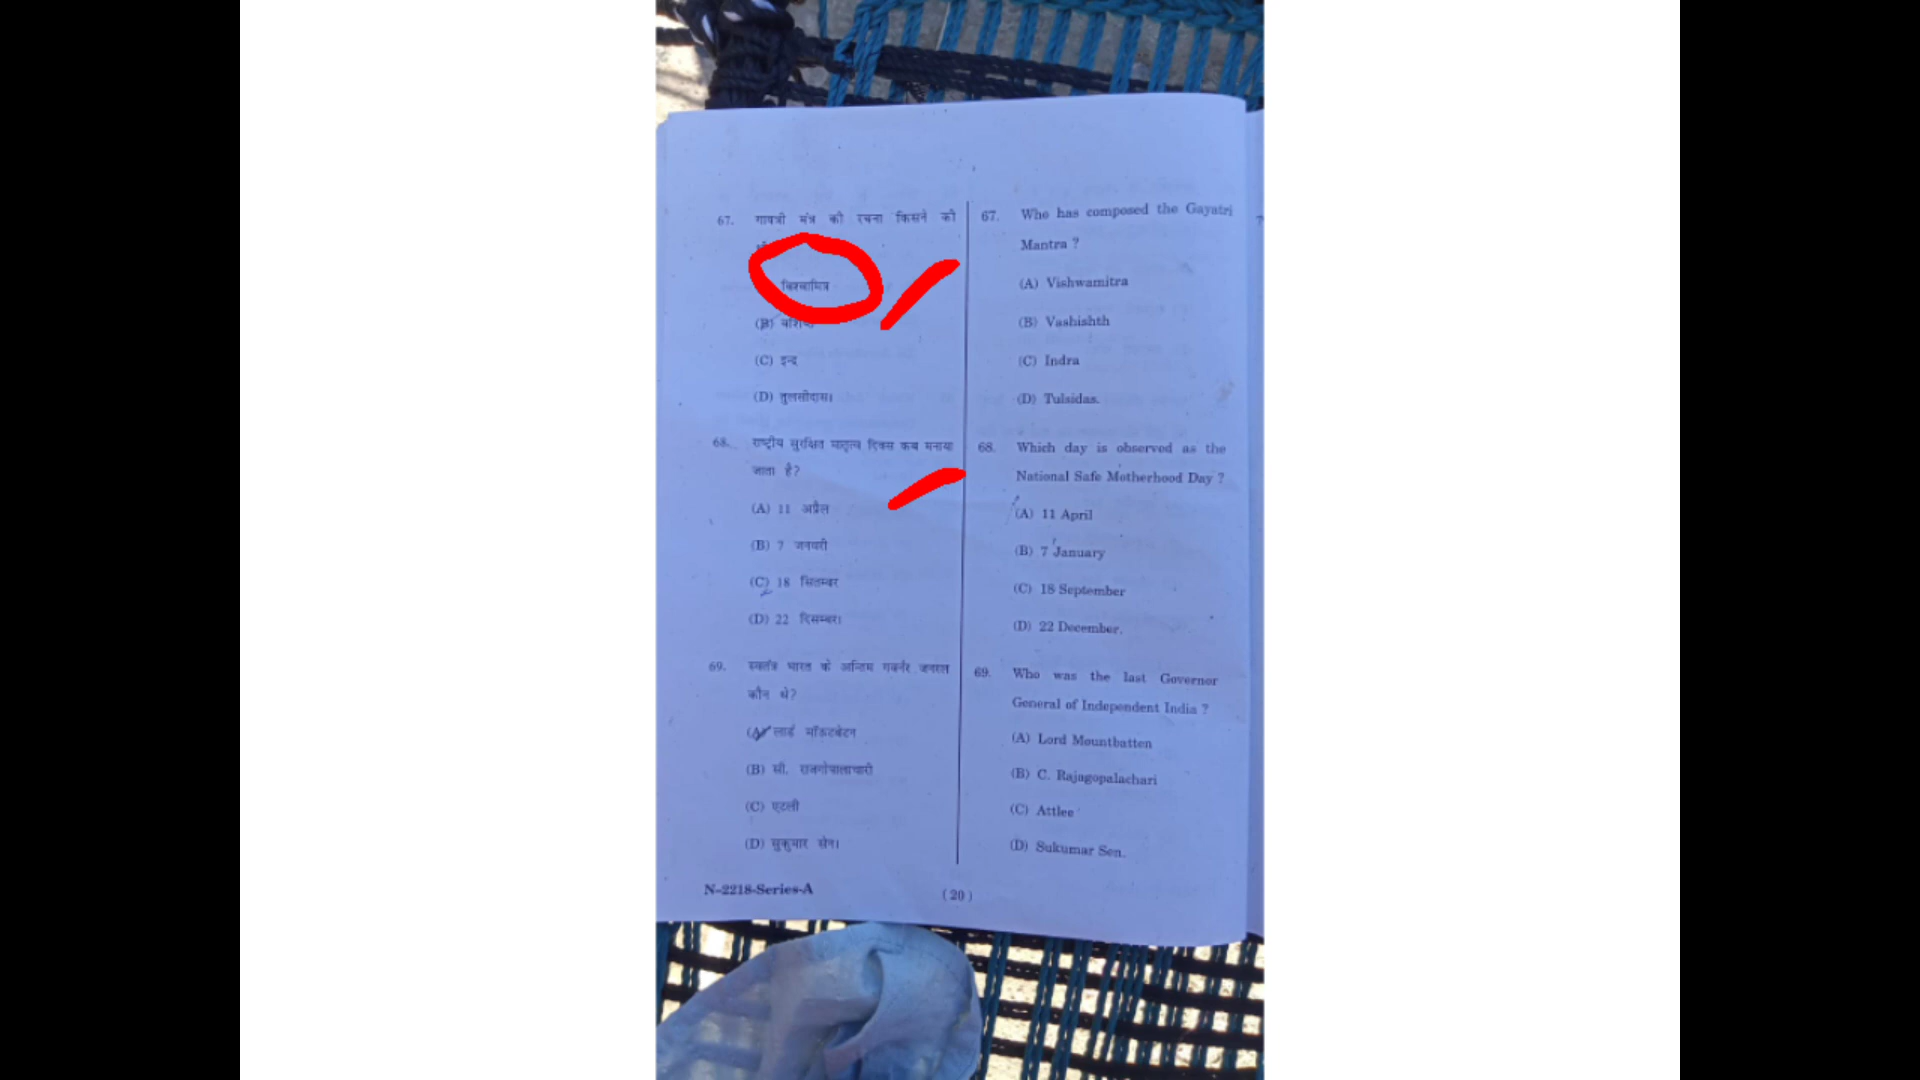 67. गायत्री मंत्र की रचना किसने की
विश्वामित्र
(B)
(C) इन्द्र
(D) तुलसीदास।
68. राष्ट्रीय सुरक्षित मातृत्व दिवस कब मनाया
जाता है?
(A) 11 अप्रैल
(B) 7 जनवरी
(C) 18 सितम्बर
(D) 22 दिसम्बर।
69. स्वतंत्र भारत के अन्तिम गवर्नर जनरल
कौन थे?
(A) लार्ड मॉऊंटबेटन
(B) सी. राजगोपालाचारी
(C) एटली
(D) सुकुमार सेन।
67. Who has composed the Gayatri
Mantra ?
(A) Vishwamitra
(B) Vashishth
(C) Indra
(D) Tulsidas.
68. Which day is observed as the
National Safe Motherhood Day ?
(A) 11 April
(B) 7 January
(C) 18 September
(D) 22 December.
69. Who was the last Governor
General of Independent India ?
(A) Lord Mountbatten
(B) C. Rajagopalachari
(C) Attlee
(D) Sukumar Sen.
N-2218-Series-A
( 20 )